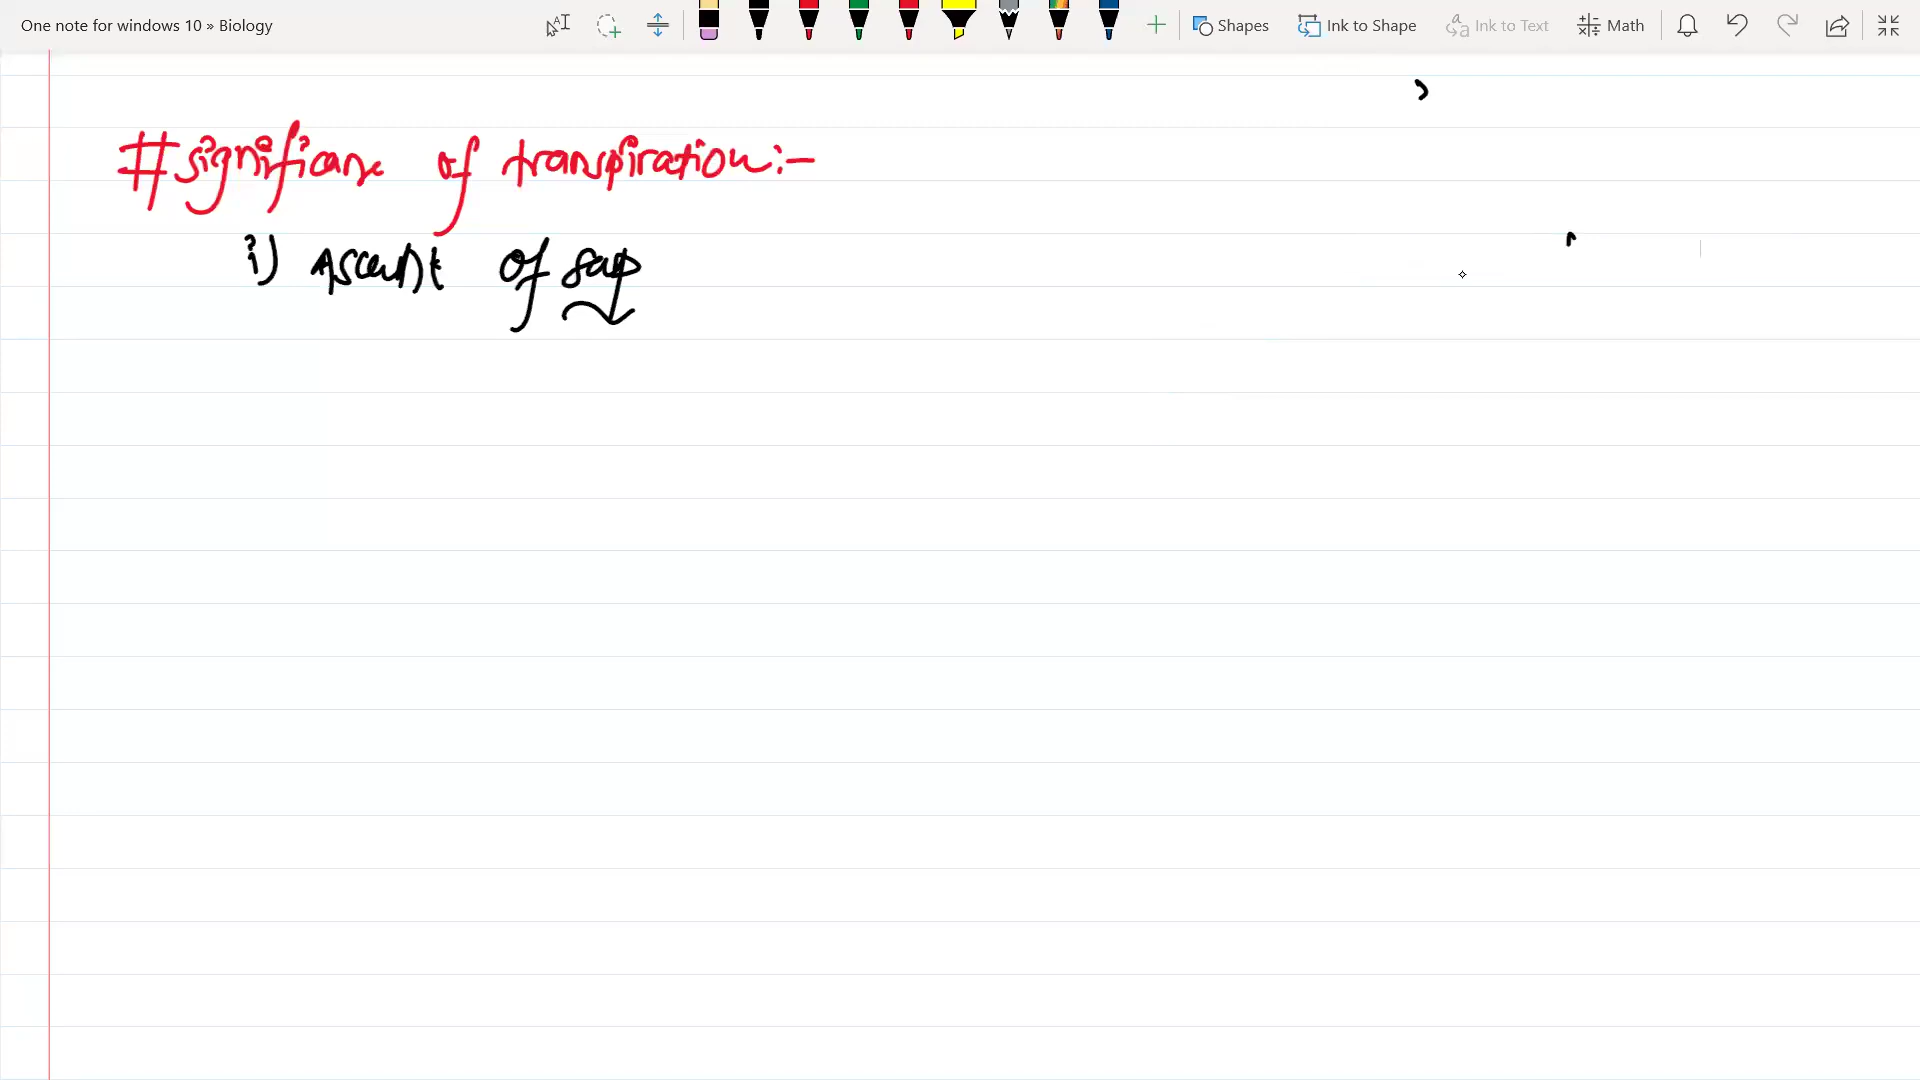 One note for windows 10 » Biology
Shapes
Ink to Shape
Ink to Text
Math
#significance of transpiration:-
i) Ascent of sap